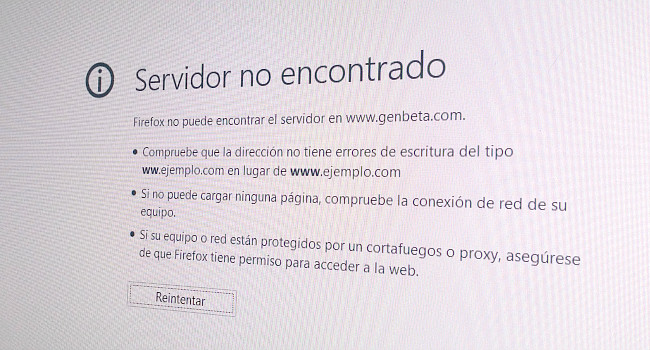 Servidor no encontrado
Firefox no puede encontrar el servidor en www.genbeta.com.
• Compruebe que la dirección no tiene errores de escritura del tipo
ww.ejemplo.com en lugar de www.ejemplo.com
• Si no puede cargar ninguna página, compruebe la conexión de red de su
equipo.
• Si su equipo o red están protegidos por un cortafuegos o proxy, asegúrese
de que Firefox tiene permiso para acceder a la web.
Reintentar